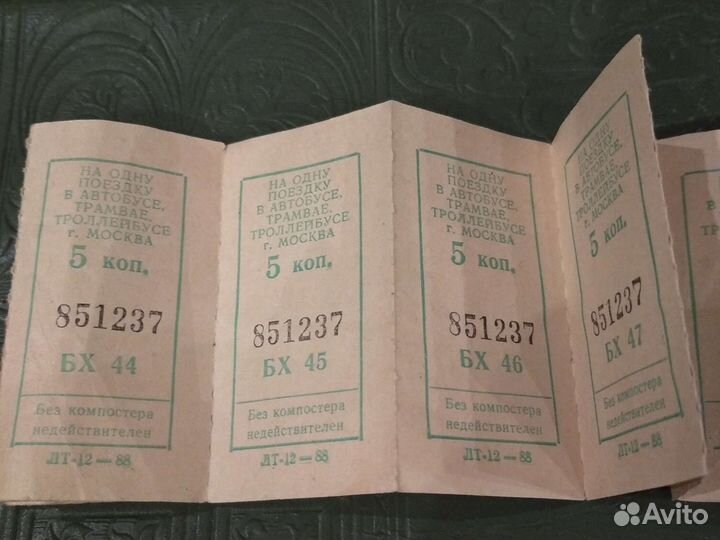 НА ОДНУ
ПОЕЗДКУ
В АВТОБУСЕ,
ТРАМВАЕ,
ТРОЛЛЕЙБУСЕ
г. МОСКВА
5 коп.
851237
БХ 44
Без компостера
недействителен
ЛТ-12—88
НА ОДНУ
ПОЕЗДКУ
В АВТОБУСЕ,
ТРАМВАЕ,
ТРОЛЛЕЙБУСЕ
г. МОСКВА
5 коп.
851237
БХ 45
Без компостера
недействителен
ЛТ-12—88
НА ОДНУ
ПОЕЗДКУ
В АВТОБУСЕ,
ТРАМВАЕ,
ТРОЛЛЕЙБУСЕ
г. МОСКВА
5 коп.
851237
БХ 46
Без компостера
недействителен
ЛТ-12—88
НА ОДНУ
ПОЕЗДКУ
В АВТОБУСЕ,
ТРАМВАЕ,
ТРОЛЛЕЙБУСЕ
г. МОСКВА
5 коп.
851237
БХ 47
Без компостера
недействителен
ЛТ-12—88
Avito